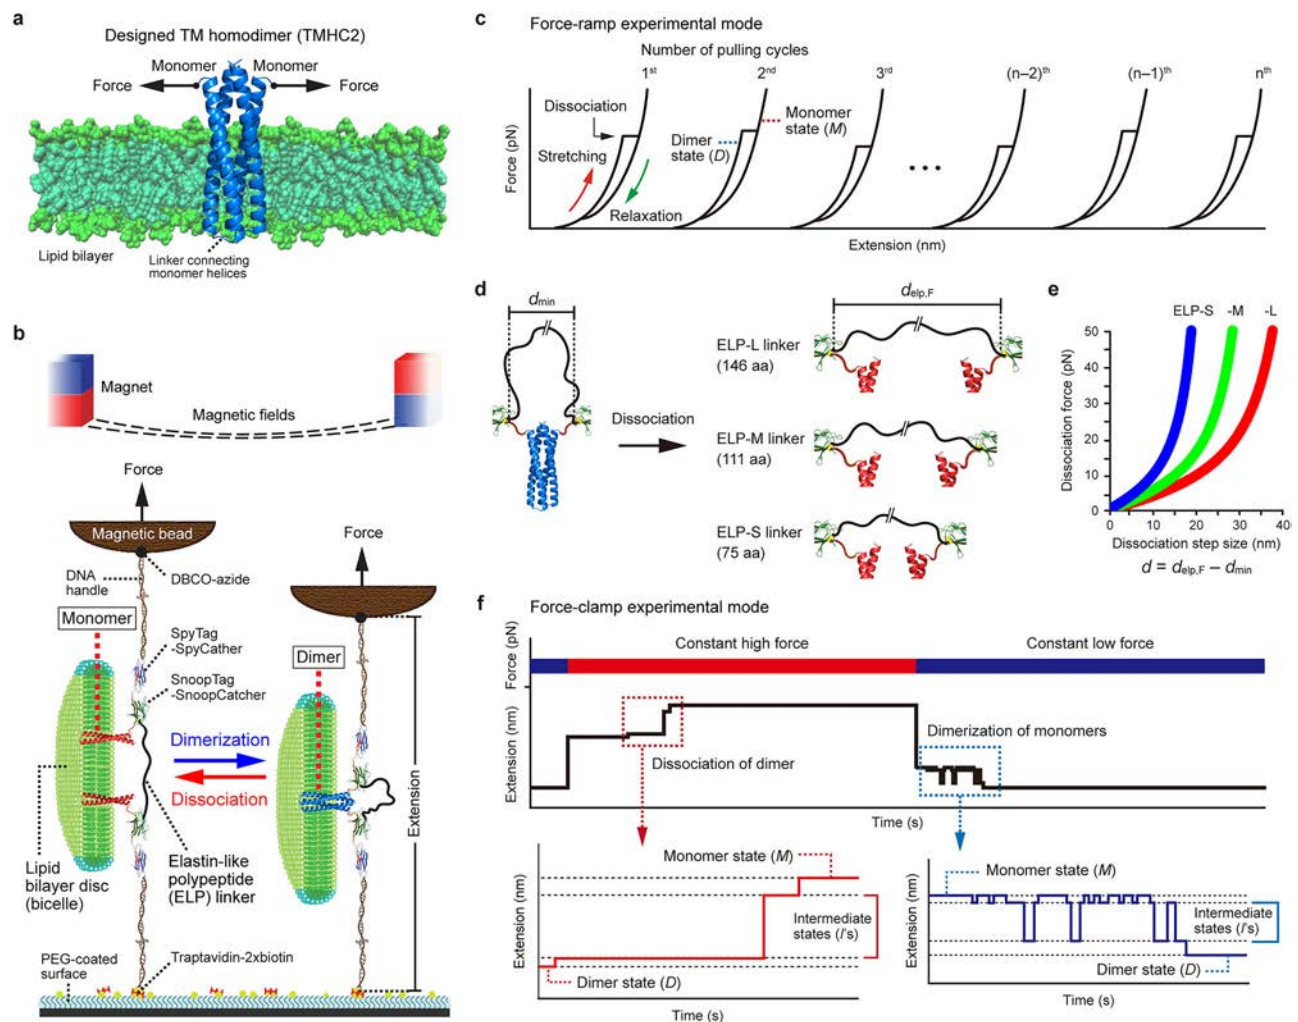 a
Designed TM homodimer (TMHC2)
Monomer
Monomer
Force
Force
Lipid bilayer
Linker connecting
monomer helices
b
Magnet
Magnetic fields
Force
Magnetic bead
DNA
handle
DBCO-azide
Force
Monomer
SpyTag
-SpyCather
Dimer
SnoopTag
-SnoopCatcher
Dimerization
Dissociation
Extension
Lipid
bilayer disc
(bicelle)
Elastin-like
polypeptide
(ELP) linker
PEG-coated
surface
Traptavidin-2xbiotin
c
Force-ramp experimental mode
Number of pulling cycles
1st
2nd
3rd
(n–2)th
(n–1)th
nth
Dissociation
Monomer
state (M)
Dimer
state (D)
Stretching
Relaxation
• • •
Force (pN)
Extension (nm)
d
dmin
delp,F
Dissociation
ELP-L linker
(146 aa)
ELP-M linker
(111 aa)
ELP-S linker
(75 aa)
e
ELP-S -M -L
Dissociation force (pN)
50
40
30
20
10
0
0 10 20 30 40
Dissociation step size (nm)
d = delp,F – dmin
f
Force-clamp experimental mode
Force (pN)
Constant high force
Constant low force
Extension (nm)
Dissociation of dimer
Dimerization of monomers
Time (s)
Extension (nm)
Monomer state (M)
Intermediate
states (I's)
Dimer state (D)
Time (s)
Extension (nm)
Monomer state (M)
Intermediate
states (I's)
Dimer state (D)
Time (s)